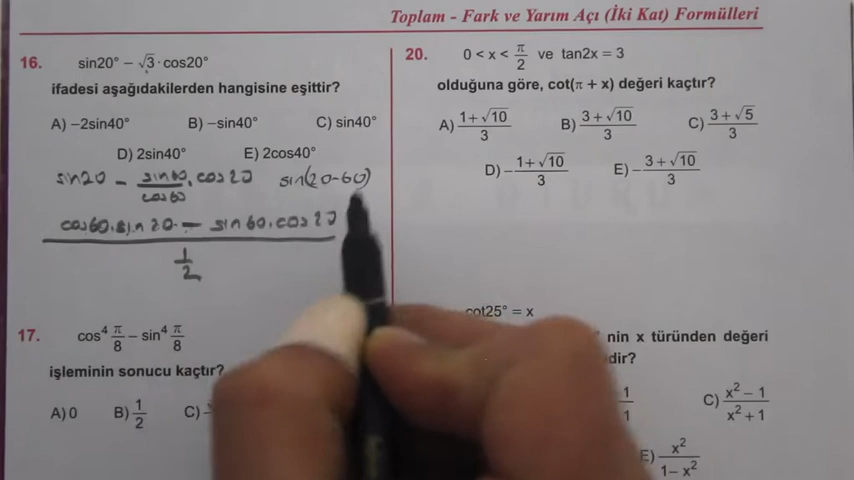 Toplam - Fark ve Yarım Açı (İki Kat) Formülleri
16. sin20° – √3 · cos20°
ifadesi aşağıdakilerden hangisine eşittir?
A) –2sin40° B) –sin40° C) sin40°
D) 2sin40° E) 2cos40°
sin20 – sin60/cos60 . cos20 sin(20-60)
cos60.sin20 – sin60.cos20
1/2
17. cos⁴ π/8 – sin⁴ π/8
işleminin sonucu kaçtır?
A) 0 B) 1/2 C)
20. 0 < x < π/2 ve tan2x = 3
olduğuna göre, cot(π + x) değeri kaçtır?
A) (1+√10)/3 B) (3+√10)/3 C) (3+√5)/3
D) –(1+√10)/3 E) –(3+√10)/3
cot25° = x
nin x türünden değeri
C) (x² – 1)/(x² + 1)
E) x²/(1 – x²)